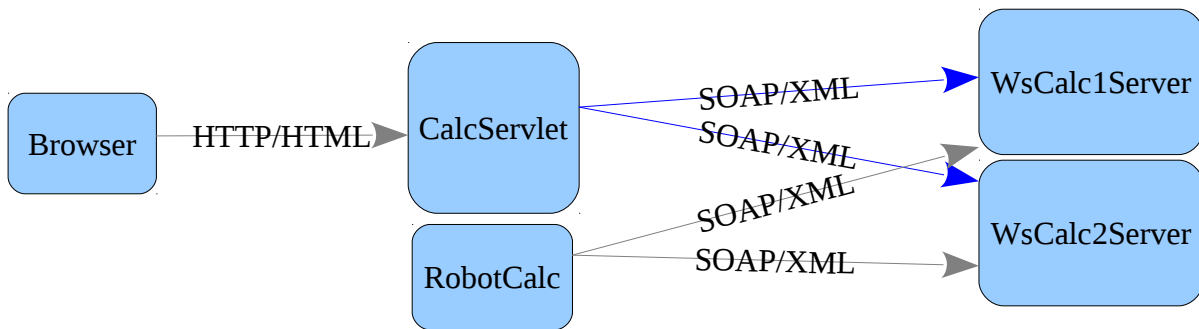 Browser
HTTP/HTML
CalcServlet
RobotCalc
SOAP/XML
SOAP/XML
SOAP/XML
SOAP/XML
WsCalc1Server
WsCalc2Server